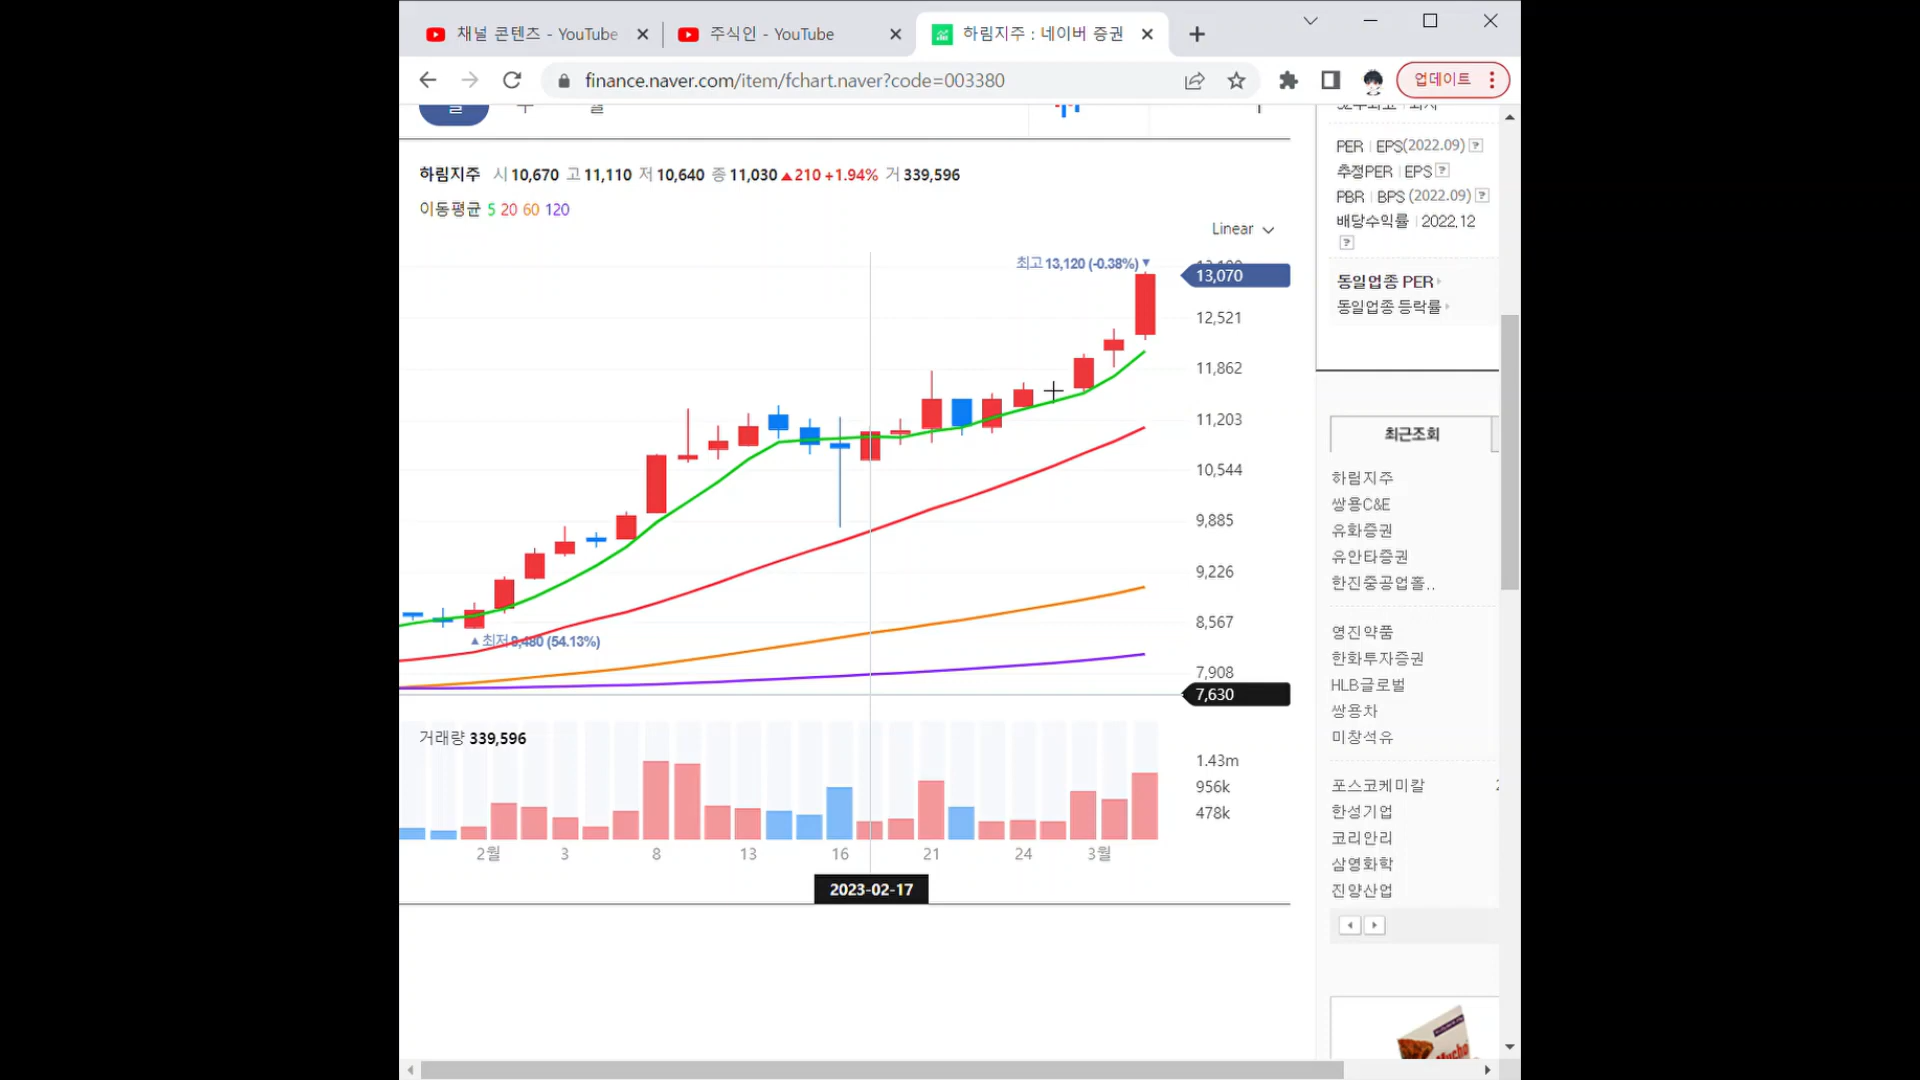 채널 콘텐츠 - YouTube
주식인 - YouTube
하림지주 : 네이버 증권
finance.naver.com/item/fchart.naver?code=003380
업데이트
하림지주 시 10,670 고 11,110 저 10,640 종 11,030 ▲210 +1.94% 거 339,596
이동평균 5 20 60 120
Linear
최고 13,120 (-0.38%) ▼
13,070
12,521
11,862
11,203
10,544
9,885
9,226
8,567
7,908
7,630
▲ 최저 8,480 (54.13%)
거래량 339,596
1.43m
956k
478k
2월 3 8 13 16 21 24 3월
2023-02-17
PER EPS(2022.09) ?
추정PER EPS ?
PBR BPS (2022.09) ?
배당수익률 2022.12
?
동일업종 PER
동일업종 등락률
최근조회
하림지주
쌍용C&E
유화증권
유안타증권
한진중공업홀..
영진약품
한화투자증권
HLB글로벌
쌍용차
미창석유
포스코케미칼
한성기업
코리안리
삼영화학
진양산업